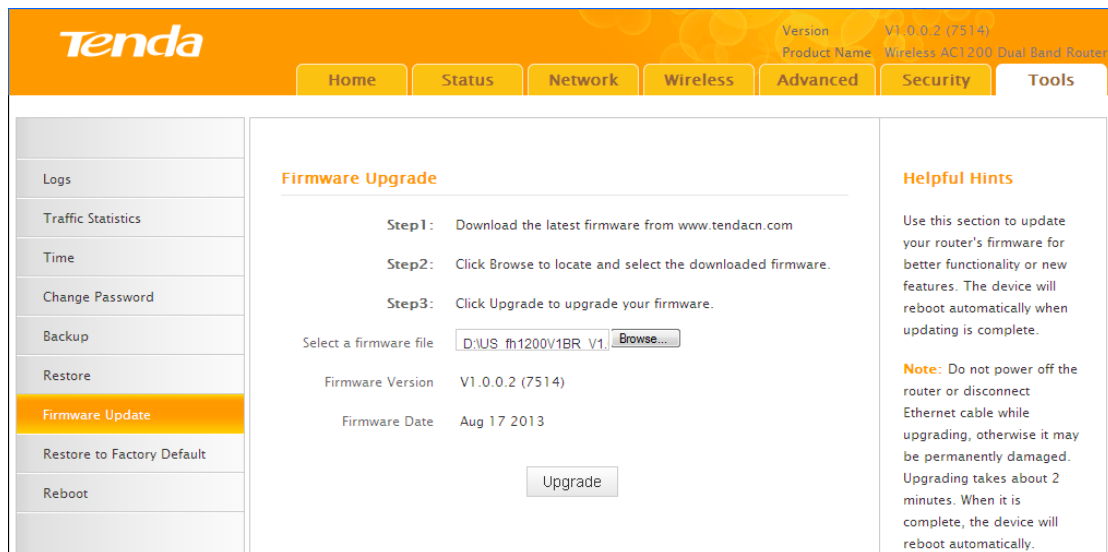 Tenda
Version V1.0.0.2 (7514)
Product Name Wireless AC1200 Dual Band Router
Home Status Network Wireless Advanced Security Tools
Logs
Traffic Statistics
Time
Change Password
Backup
Restore
Firmware Update
Restore to Factory Default
Reboot
Firmware Upgrade
Step1: Download the latest firmware from www.tendacn.com
Step2: Click Browse to locate and select the downloaded firmware.
Step3: Click Upgrade to upgrade your firmware.
Select a firmware file D:\US_fh1200V1BR_V1. Browse...
Firmware Version V1.0.0.2 (7514)
Firmware Date Aug 17 2013
Upgrade
Helpful Hints
Use this section to update
your router's firmware for
better functionality or new
features. The device will
reboot automatically when
updating is complete.
Note: Do not power off the
router or disconnect
Ethernet cable while
upgrading, otherwise it may
be permanently damaged.
Upgrading takes about 2
minutes. When it is
complete, the device will
reboot automatically.